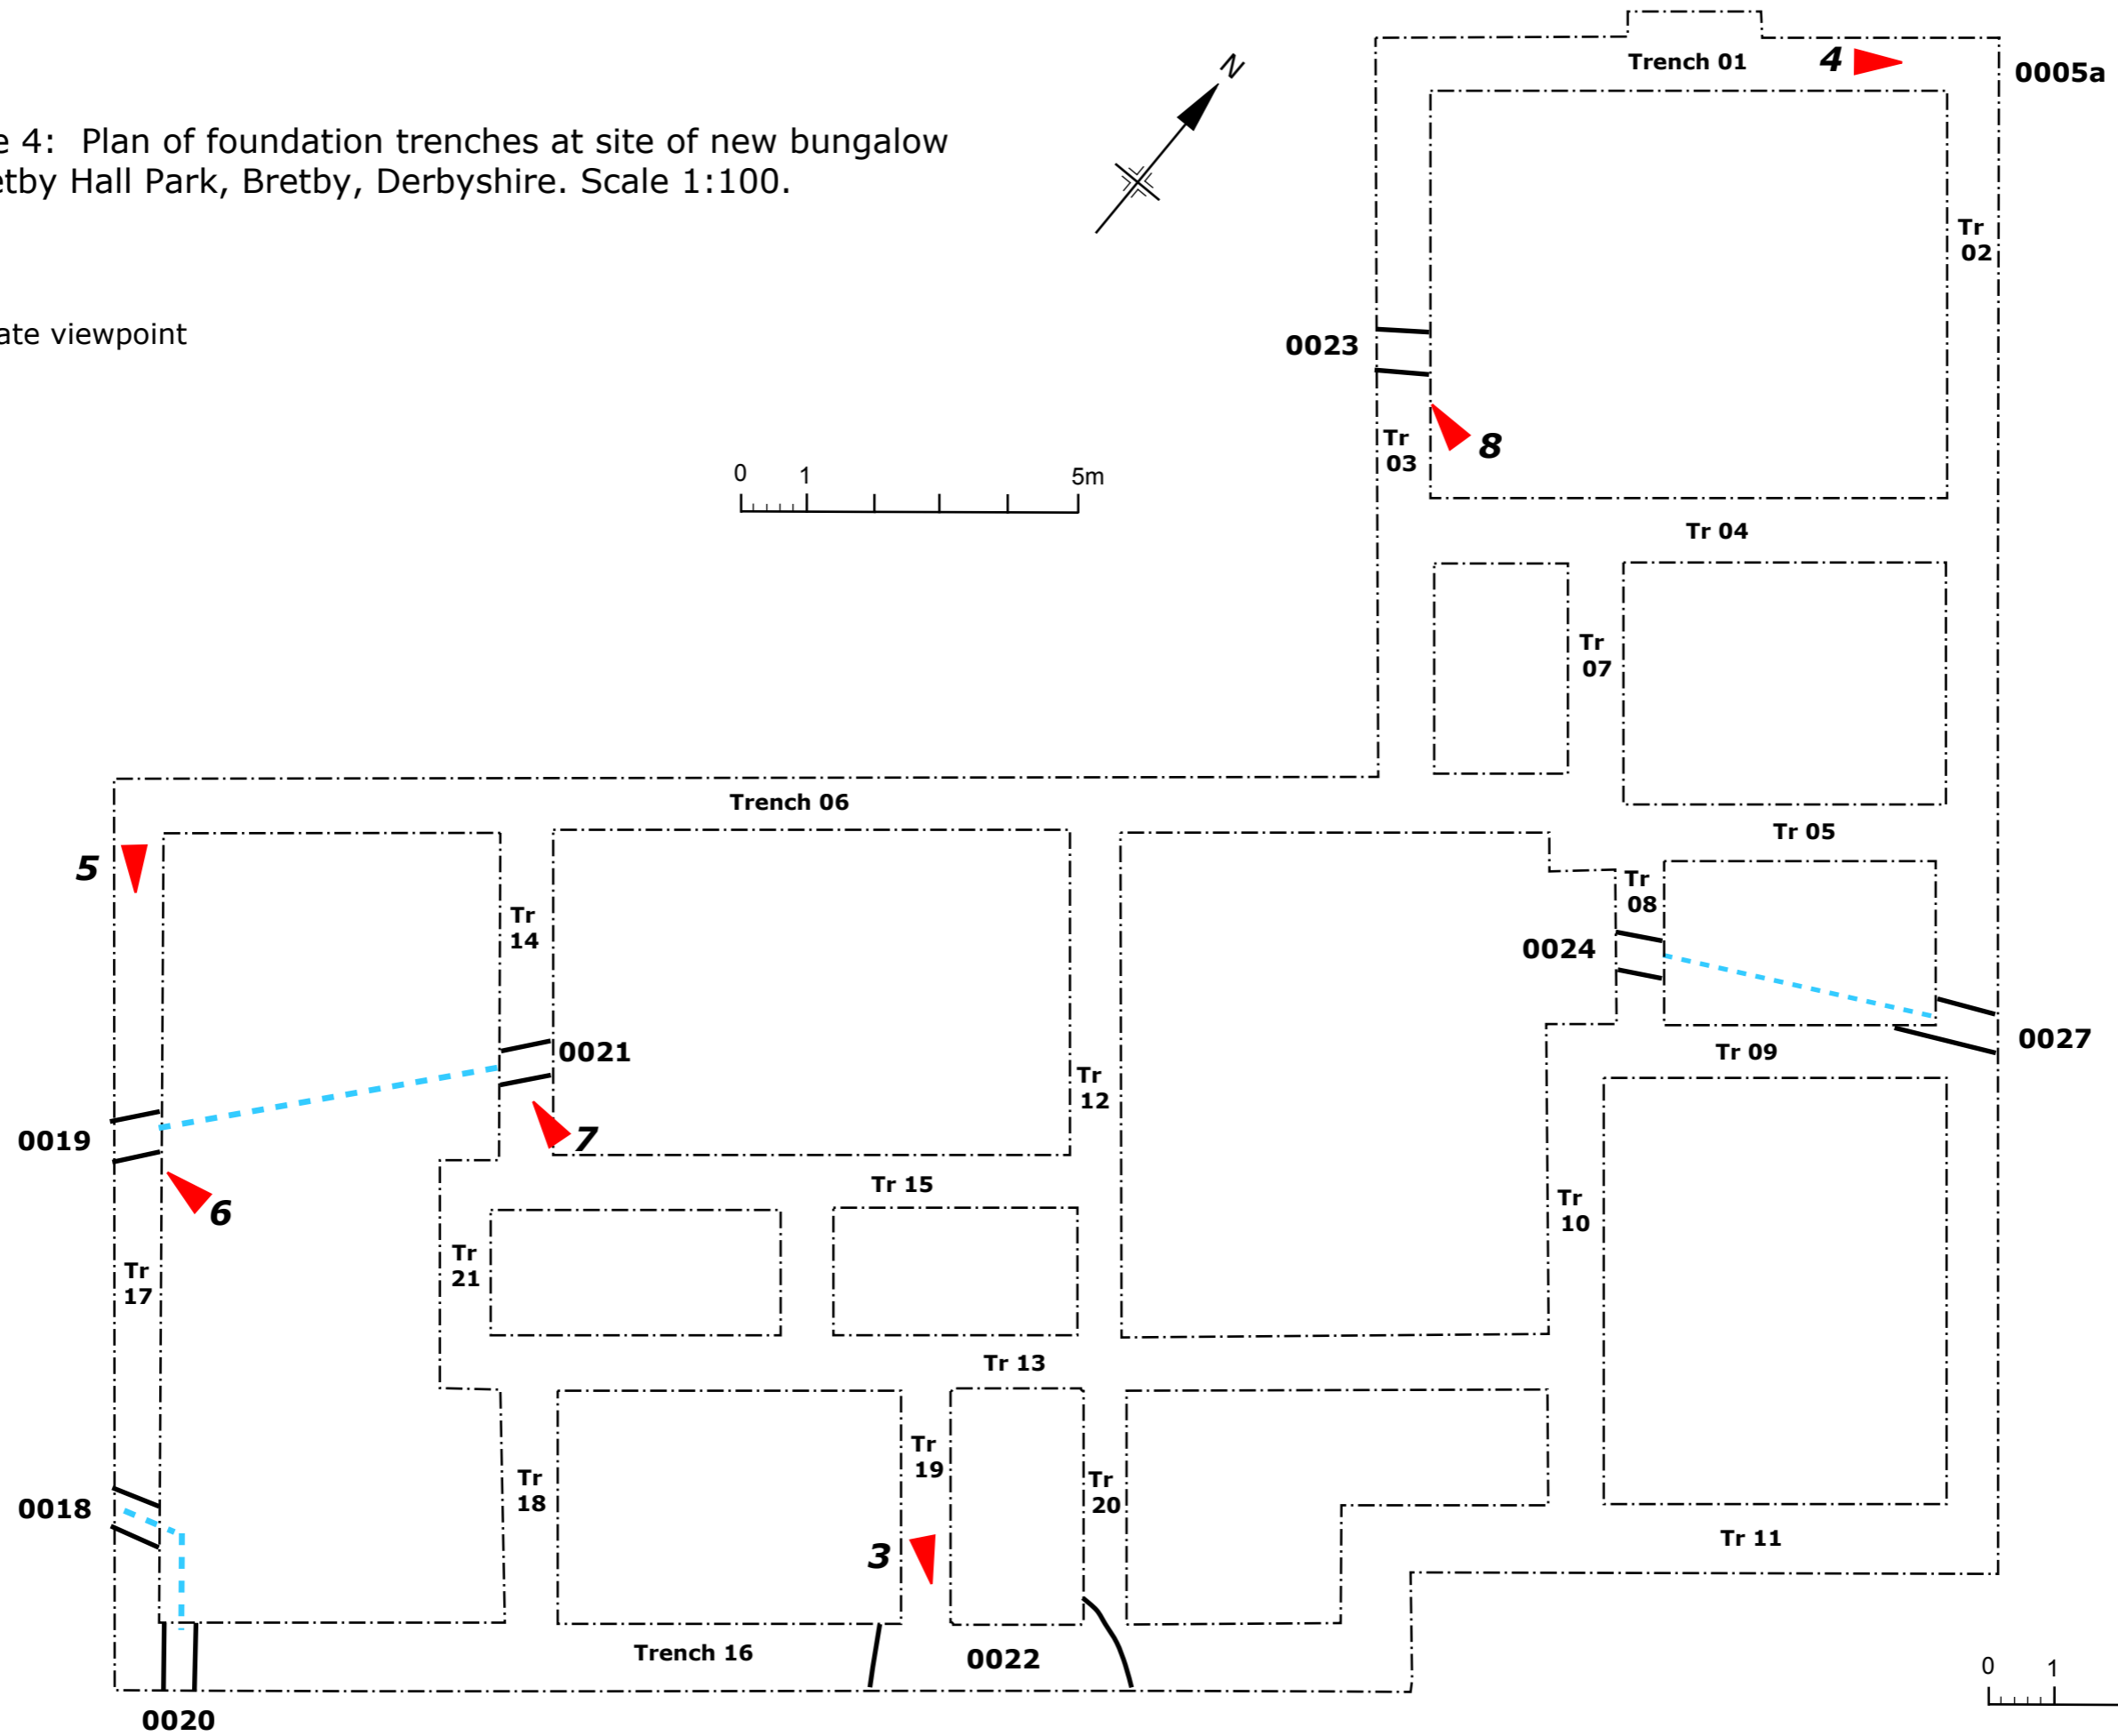 Trench 01
4
0005a
N
e 4: Plan of foundation trenches at site of new bungalow
etby Hall Park, Bretby, Derbyshire. Scale 1:100.
Tr
02
ate viewpoint
0023
Tr
03
8
0 1 5m
Tr 04
Tr
07
Trench 06
Tr 05
5
Tr
08
Tr
14
0024
0021
0027
Tr 09
Tr
12
0019
7
6
Tr 15
Tr
10
Tr
21
Tr
17
Tr 13
Tr
19
Tr
18
Tr
20
0018
3
Tr 11
Trench 16
0022
0 1
0020